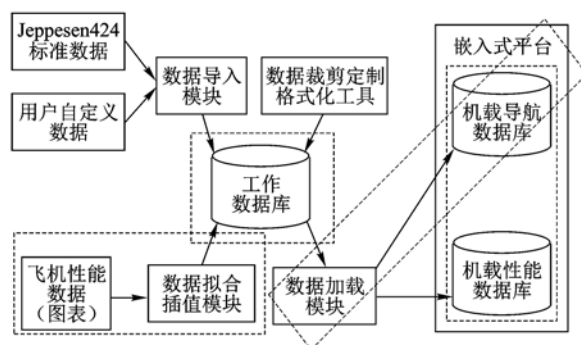 Jeppesen424
标准数据
用户自定义
数据
数据导入
模块
数据裁剪定制
格式化工具
嵌入式平台
机载导航
数据库
工作
数据库
飞机性能
数据
(图表)
数据拟合
插值模块
数据加载
模块
机载性能
数据库